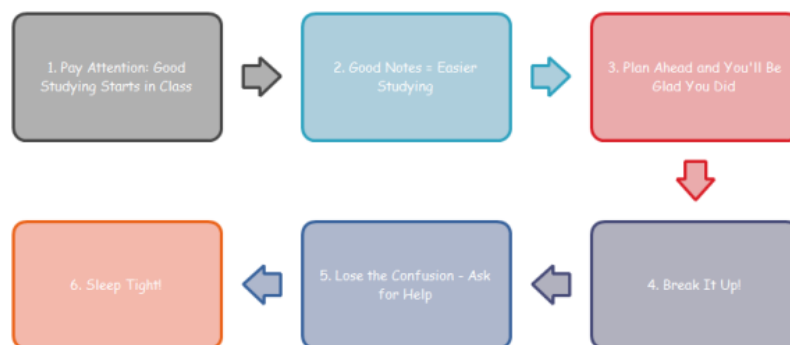 1. Pay Attention: Good
Studying Starts in Class
2. Good Notes = Easier
Studying
3. Plan Ahead and You'll Be
Glad You Did
4. Break It Up!
5. Lose the Confusion - Ask
for Help
6. Sleep Tight!